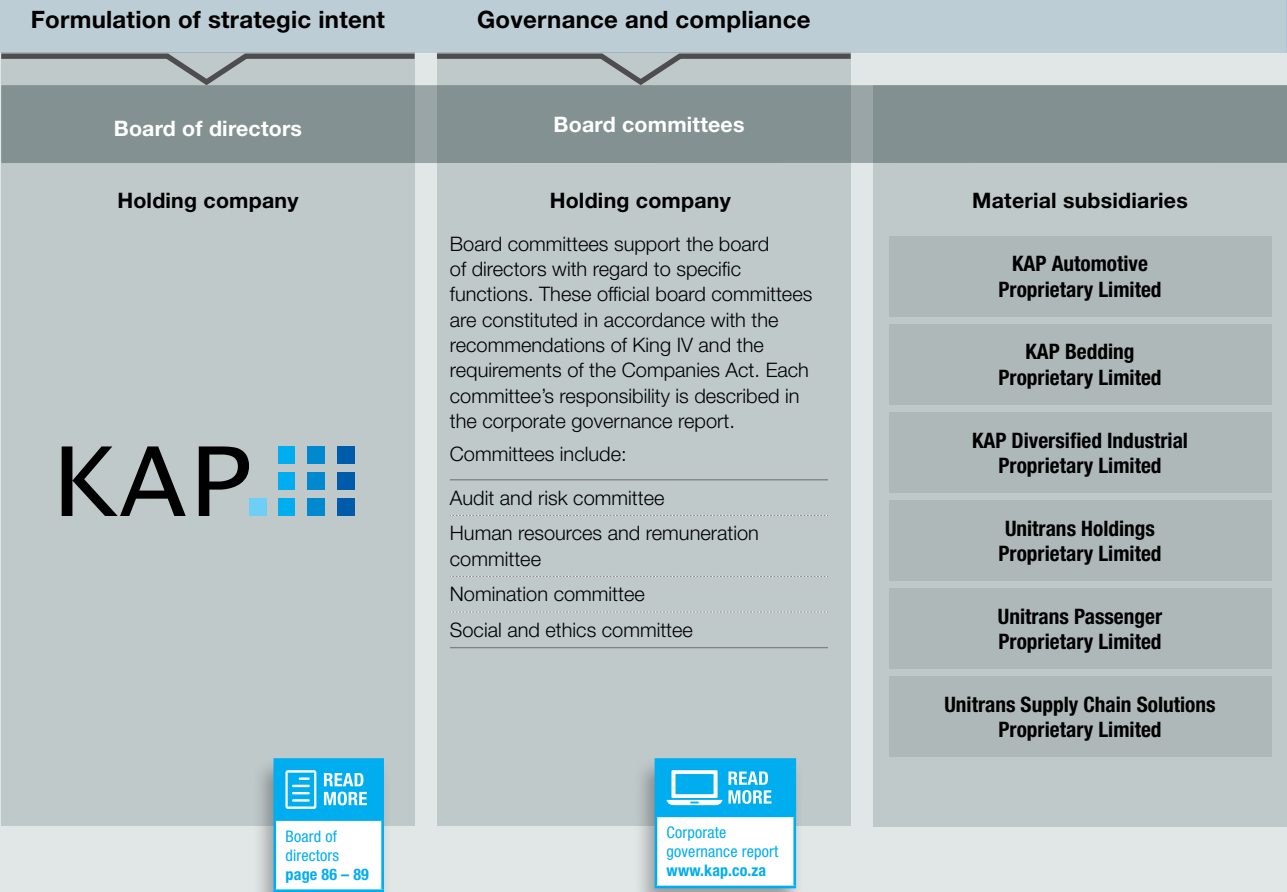 Formulation of strategic intent
Governance and compliance
Board of directors
Board committees
Holding company
KAP
READ
MORE
Board of
directors
page 86 – 89
Holding company
Board committees support the board
of directors with regard to specific
functions. These official board committees
are constituted in accordance with the
recommendations of King IV and the
requirements of the Companies Act. Each
committee’s responsibility is described in
the corporate governance report.
Committees include:
Audit and risk committee
Human resources and remuneration
committee
Nomination committee
Social and ethics committee
READ
MORE
Corporate
governance report
www.kap.co.za
Material subsidiaries
KAP Automotive
Proprietary Limited
KAP Bedding
Proprietary Limited
KAP Diversified Industrial
Proprietary Limited
Unitrans Holdings
Proprietary Limited
Unitrans Passenger
Proprietary Limited
Unitrans Supply Chain Solutions
Proprietary Limited